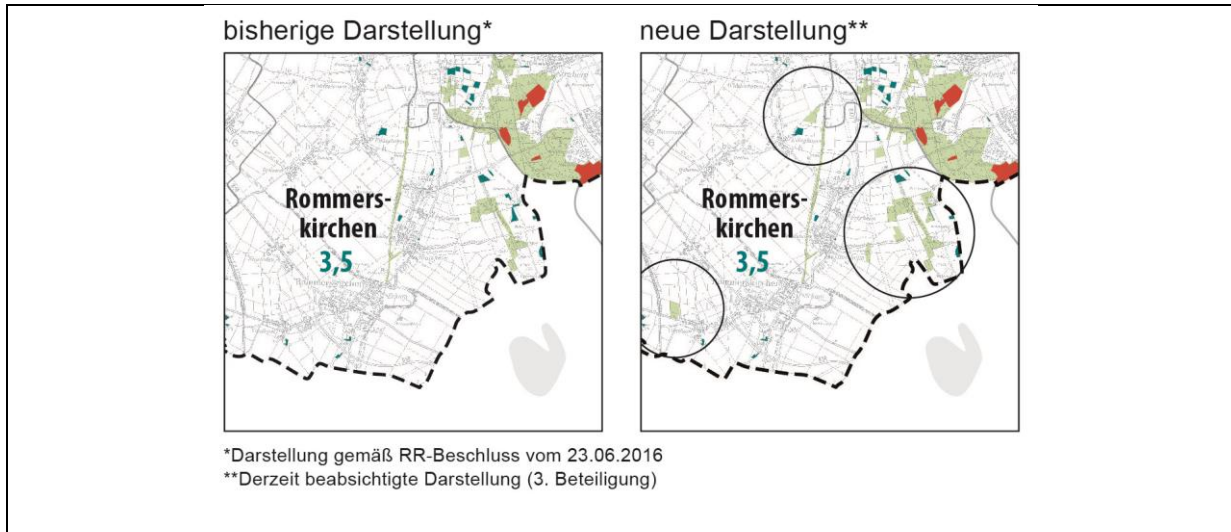 bisherige Darstellung*
neue Darstellung**
Rommers-
kirchen
3,5
Rommers-
kirchen
3,5
*Darstellung gemäß RR-Beschluss vom 23.06.2016
**Derzeit beabsichtigte Darstellung (3. Beteiligung)